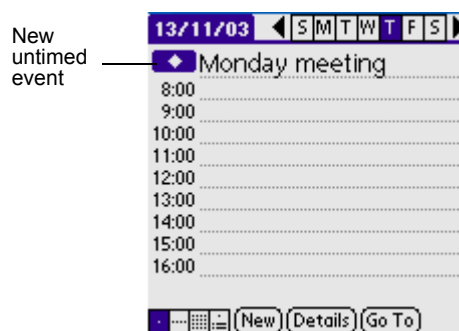 New
untimed
event
13/11/03 S M T W T F S
Monday meeting
8:00
9:00
10:00
11:00
12:00
13:00
14:00
15:00
16:00
New Details Go To